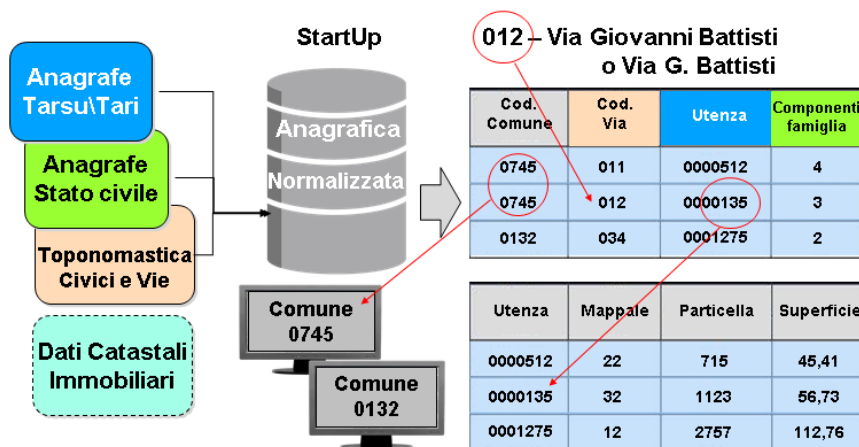 StartUp
012 – Via Giovanni Battisti
o Via G. Battisti
Anagrafe
Tarsu\Tari
Anagrafe
Stato civile
Toponomastica
Civici e Vie
Dati Catastali
Immobiliari
Anagrafica
Normalizzata
Comune
0745
Comune
0132
Cod. Comune Cod. Via Utenza Componenti famiglia
0745 011 0000512 4
0745 012 0000135 3
0132 034 0001275 2
Utenza Mappale Particella Superficie
0000512 22 715 45,41
0000135 32 1123 56,73
0001275 12 2757 112,76